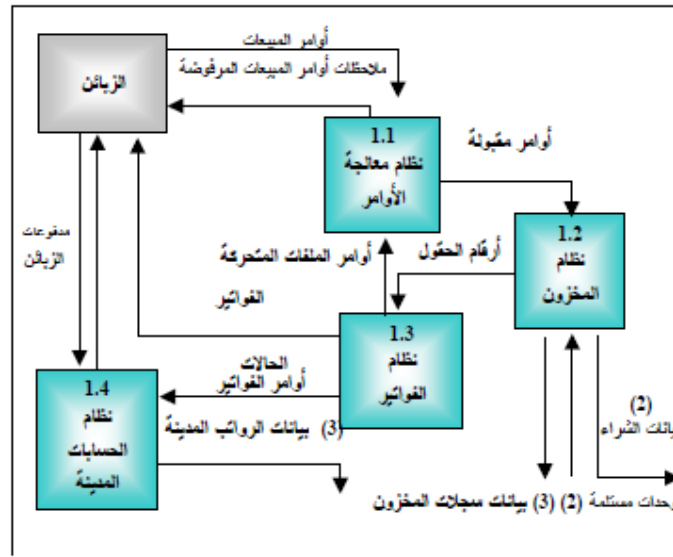 أوامر المبيعات
ملاحظات أوامر المبيعات المرفوضة
الزبائن
1.1
نظام معالجة
الأوامر
أوامر مقبولة
1.2
نظام
المخزون
أرقام الحقول
أوامر الملفات المتحركة
الفواتير
مدفوعات
الزبائن
1.3
نظام
الفواتير
الحالات
أوامر الفواتير
1.4
نظام
الحسابات
المدينة
(3) بيانات الرواتب المدينة
(2)
يانات الشراء
وحدات مستلمة (2) (3) بيانات سجلات المخزون